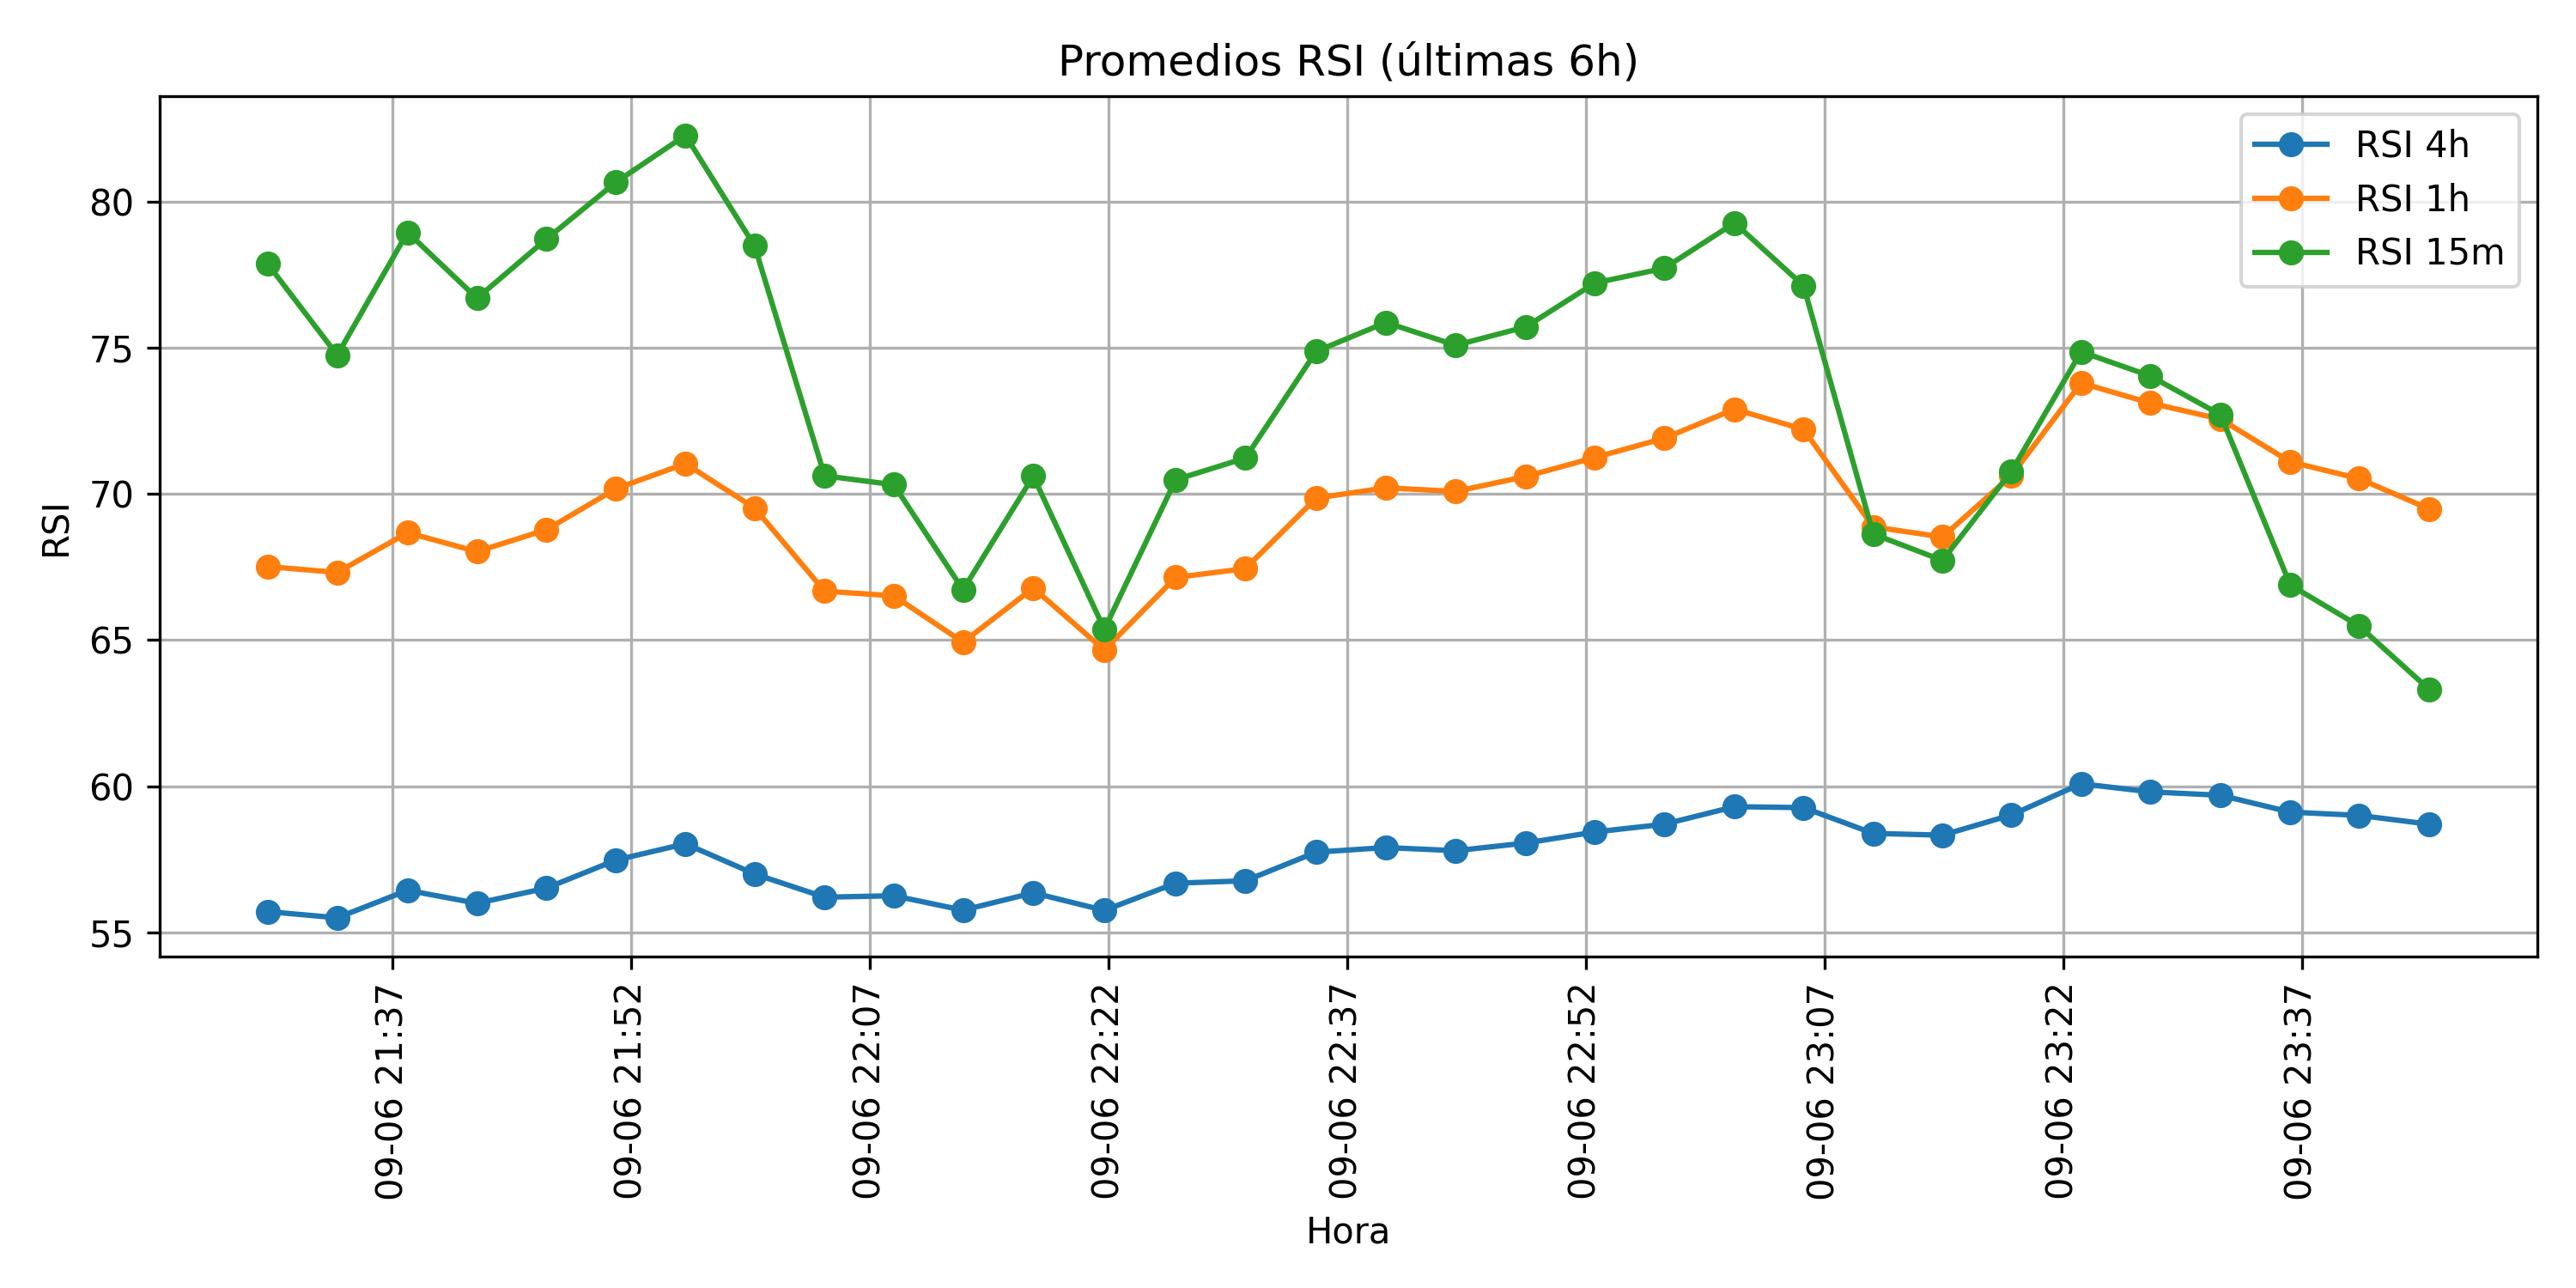 Promedios RSI (últimas 6h)
RSI 4h
RSI 1h
RSI 15m
RSI
80
75
70
65
60
55
09-06 21:37
09-06 21:52
09-06 22:07
09-06 22:22
09-06 22:37
09-06 22:52
09-06 23:07
09-06 23:22
09-06 23:37
Hora